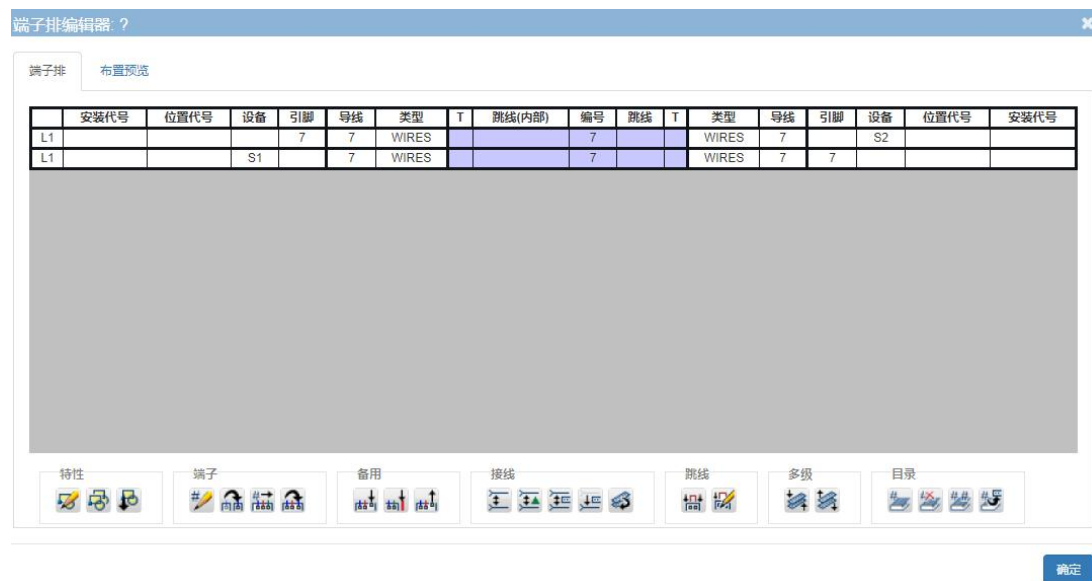 端子排编辑器: ?
端子排 布置预览
安装代号 位置代号 设备 引脚 导线 类型 T 跳线(内部) 编号 跳线 T 类型 导线 引脚 设备 位置代号 安装代号
L1 7 7 WIRES 7 WIRES 7 S2
L1 S1 7 WIRES 7 WIRES 7 7
特性 端子 备用 接线 跳线 多级 目录
确定